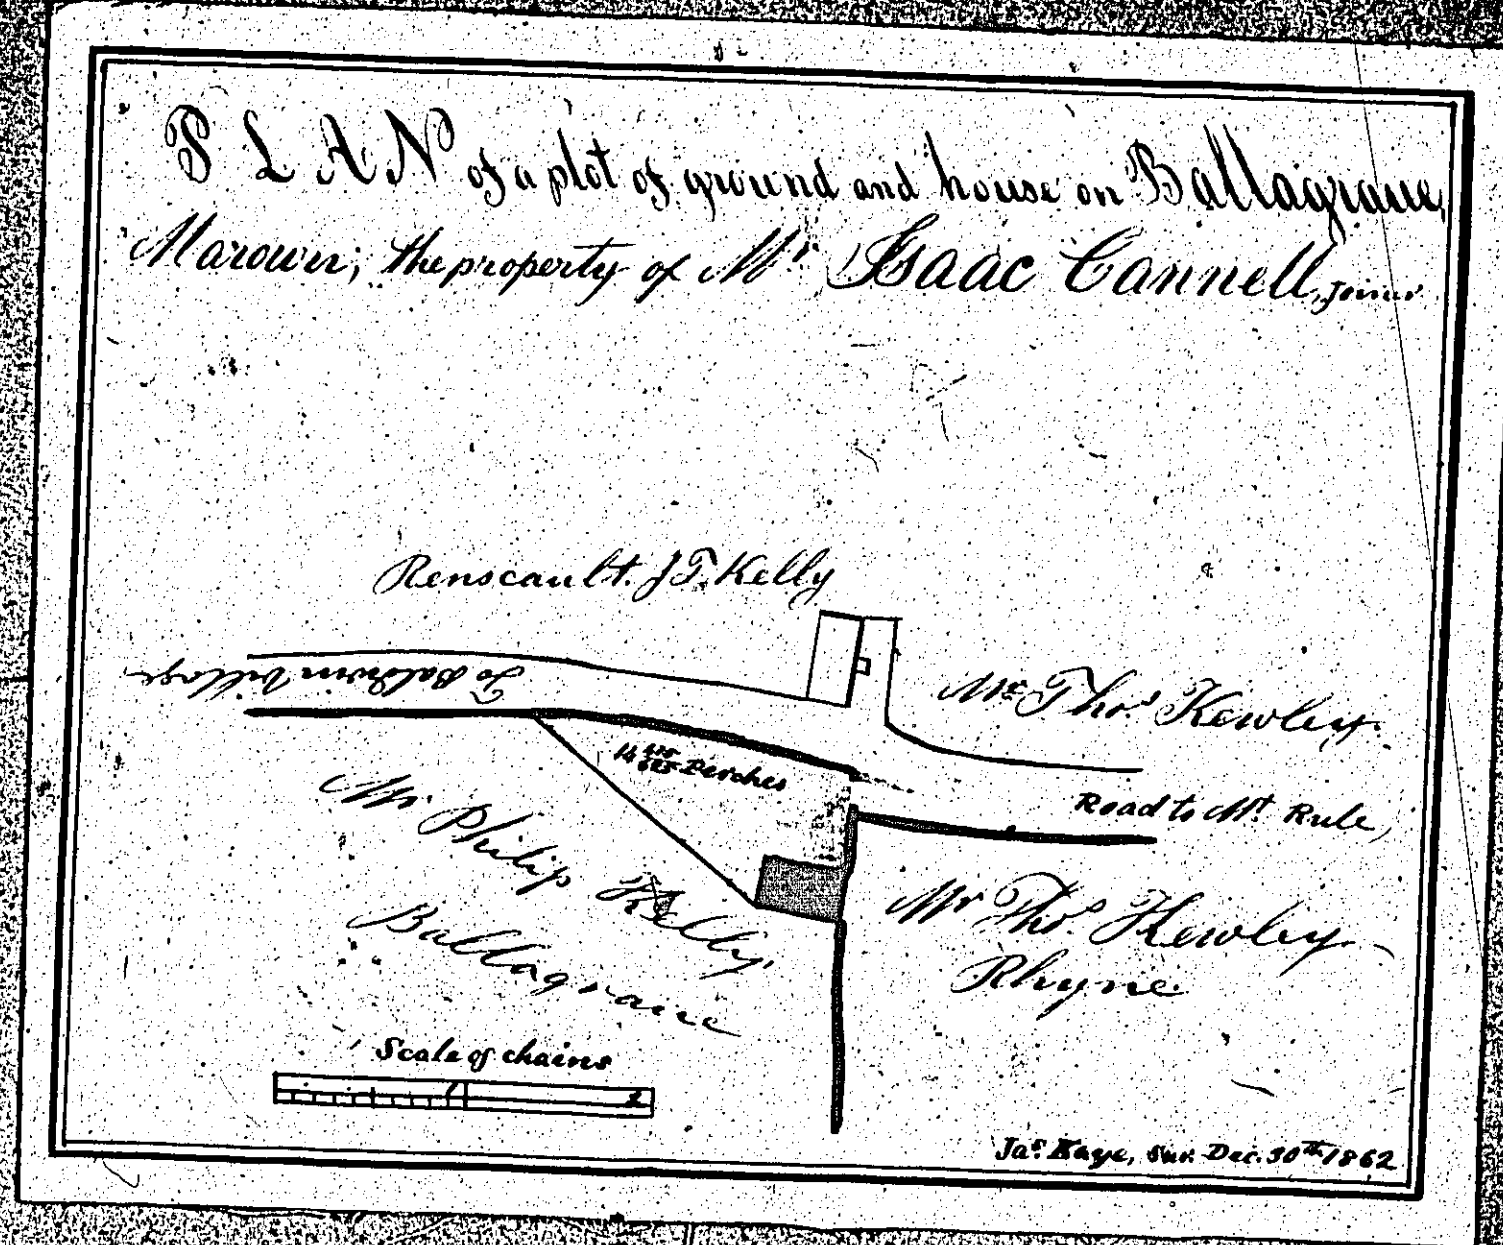 PLAN of a plot of ground and house on Ballagraue,
Marown; the property of Mr Isaac Cannell, Joiner
Renscault. J.T. Kelly
To Baldwin Village
Mr. Thos. Kewley.
14 Perches
Road to Mt. Rule,
Mr. Philip Kelly,
Ballagraue
Mr Thos. Kewley
Rhyne
Scale of chains
1 2
Jas. Kaye, Sur. Dec. 30th 1862